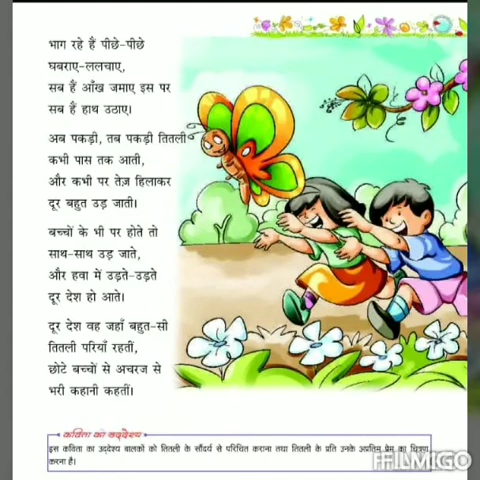 भाग रहे हैं पीछे-पीछे
घबराए-ललचाए,
सब हैं आँख जमाए इस पर
सब हैं हाथ उठाए।
अब पकड़ी, तब पकड़ी तितली
कभी पास तक आती,
और कभी पर तेज़ हिलाकर
दूर बहुत उड़ जाती।
बच्चों के भी पर होते तो
साथ-साथ उड़ जाते,
और हवा में उड़ते-उड़ते
दूर देश हो आते।
दूर देश वह जहाँ बहुत-सी
तितली परियाँ रहतीं,
छोटे बच्चों से अचरज से
भरी कहानी कहतीं।
कविता का उद्देश्य
इस कविता का उद्देश्य बालकों को तितली के सौंदर्य से परिचित कराना तथा तितली के प्रति उनके अप्रतिम प्रेम का चित्रण
करना है।
FILMIGO